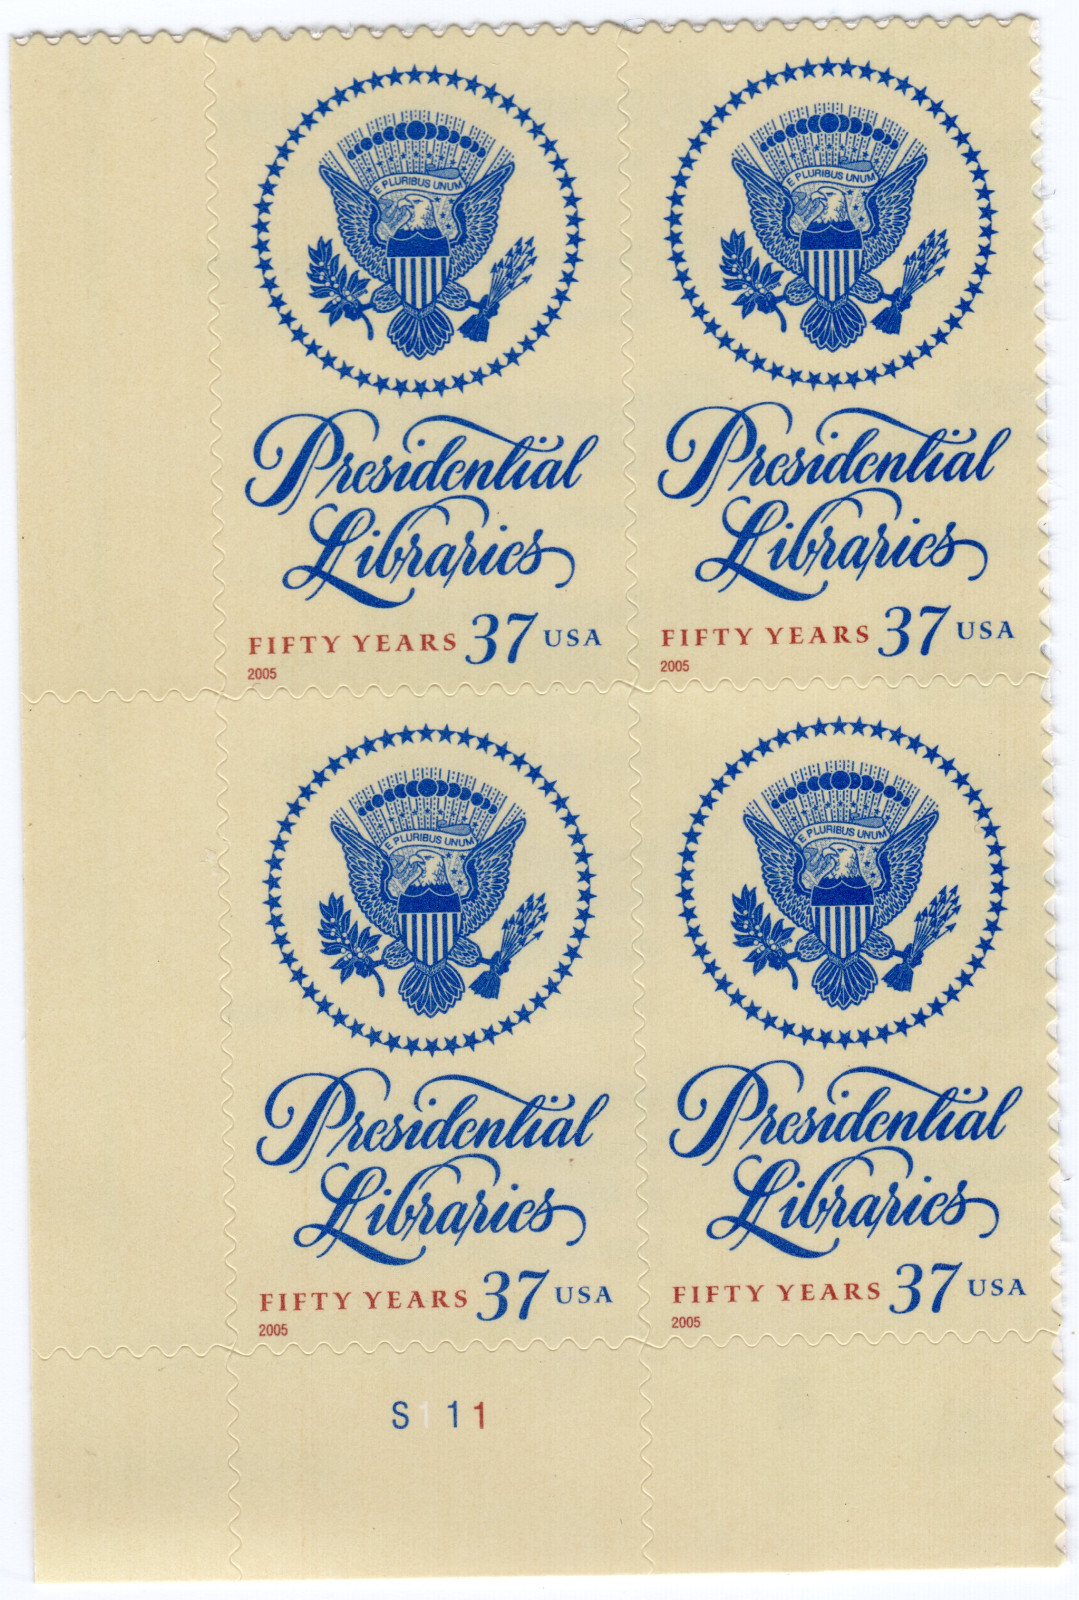 E PLURIBUS UNUM
Presidential
Libraries
FIFTY YEARS 37 USA
2005
E PLURIBUS UNUM
Presidential
Libraries
FIFTY YEARS 37 USA
2005
E PLURIBUS UNUM
Presidential
Libraries
FIFTY YEARS 37 USA
2005
E PLURIBUS UNUM
Presidential
Libraries
FIFTY YEARS 37 USA
2005
S111